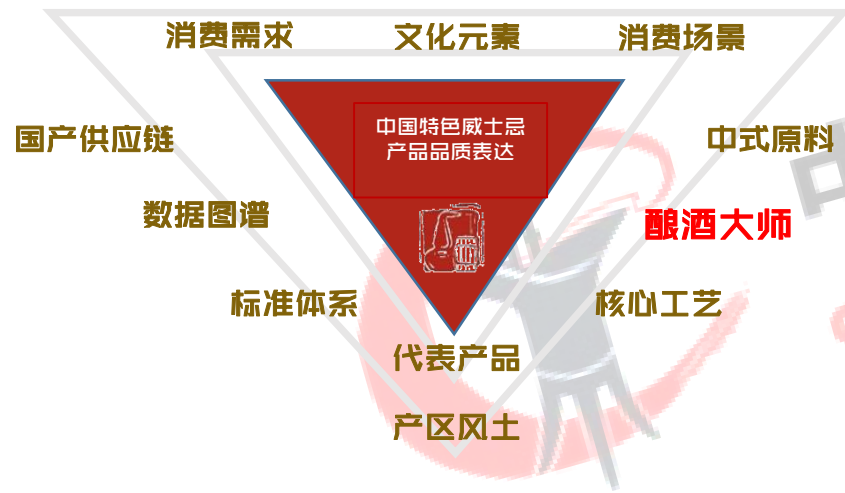 消费需求
文化元素
消费场景
中国特色威士忌
产品品质表达
国产供应链
中式原料
数据图谱
酿酒大师
标准体系
核心工艺
代表产品
产区风土